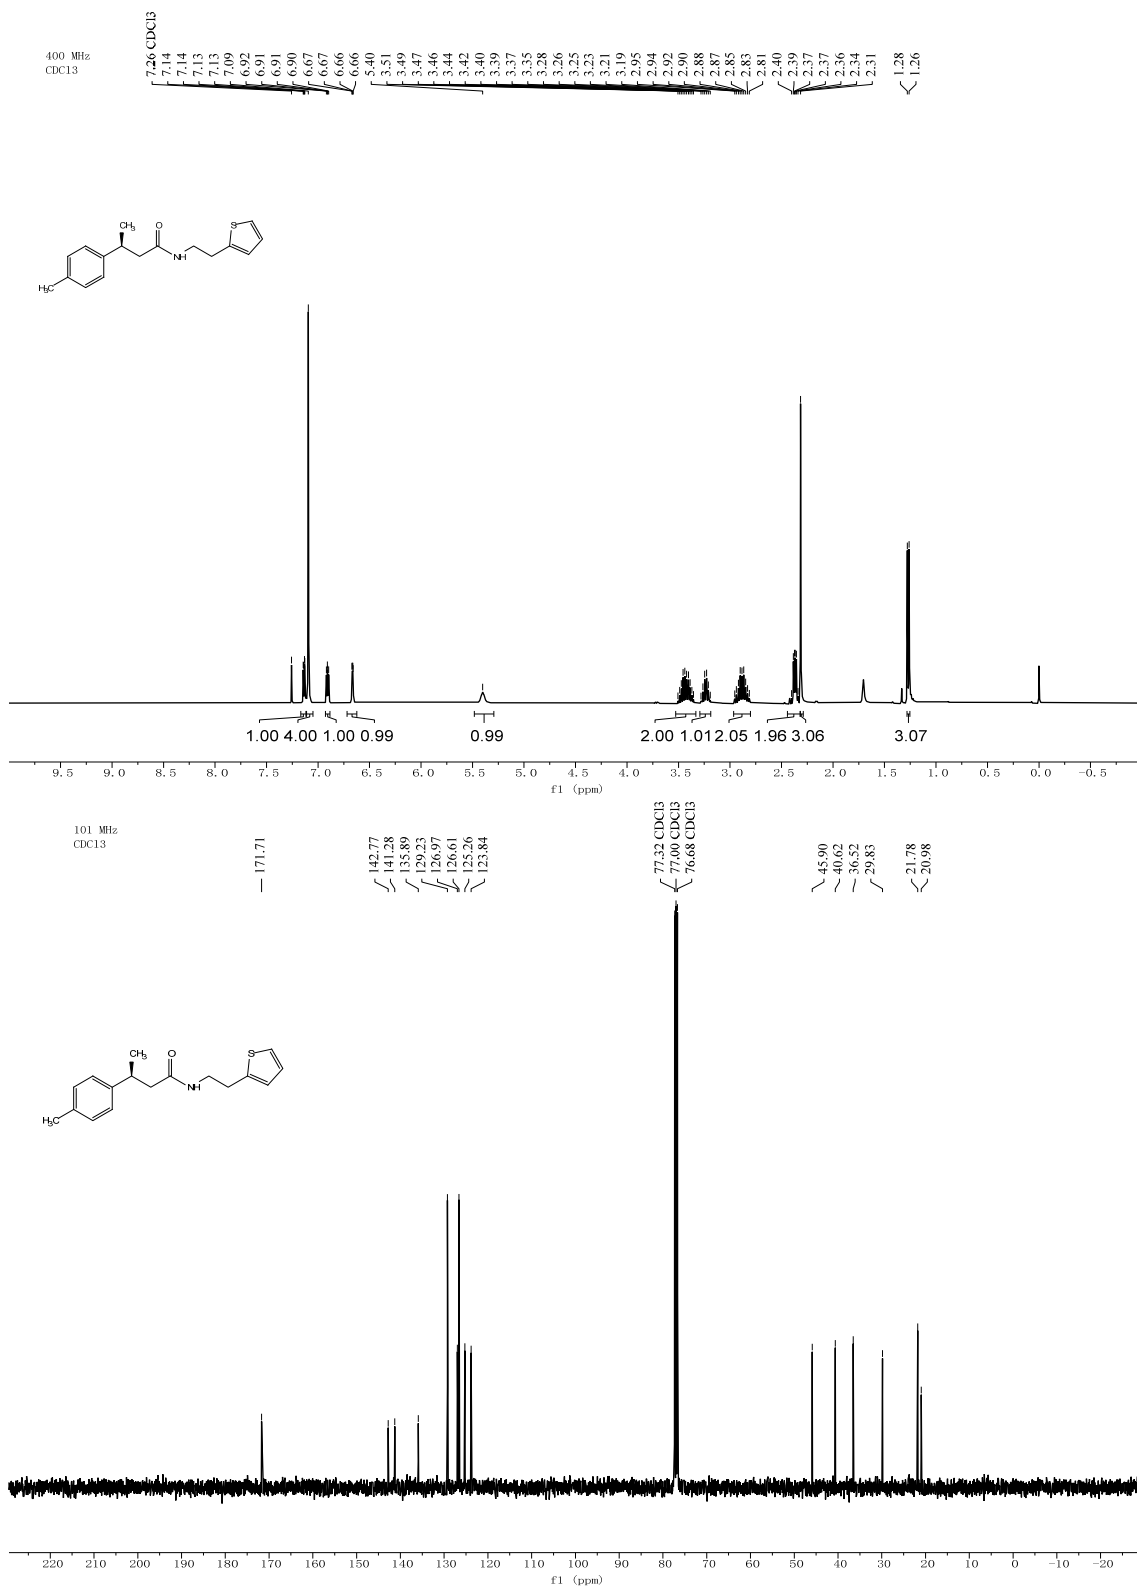 400 MHz
CDCl3
7.26 CDCl3
7.14
7.14
7.13
7.13
7.09
6.92
6.91
6.91
6.90
6.67
6.67
6.66
6.66
5.40
3.51
3.49
3.47
3.46
3.44
3.42
3.40
3.39
3.37
3.35
3.28
3.26
3.25
3.23
3.21
3.19
2.95
2.94
2.92
2.90
2.88
2.87
2.85
2.83
2.81
2.40
2.39
2.37
2.37
2.36
2.34
2.31
1.28
1.26
CH3
O
S
NH
H3C
1.00 4.00 1.00 0.99 0.99 2.00 1.01 2.05 1.96 3.06 3.07
9.5 9.0 8.5 8.0 7.5 7.0 6.5 6.0 5.5 5.0 4.5 4.0 3.5 3.0 2.5 2.0 1.5 1.0 0.5 0.0 -0.5
f1 (ppm)
101 MHz
CDCl3
171.71
142.77
141.28
135.89
129.23
126.97
126.61
125.26
123.84
77.32 CDCl3
77.00 CDCl3
76.68 CDCl3
45.90
40.62
36.52
29.83
21.78
20.98
CH3
O
S
NH
H3C
220 210 200 190 180 170 160 150 140 130 120 110 100 90 80 70 60 50 40 30 20 10 0 -10 -20
f1 (ppm)